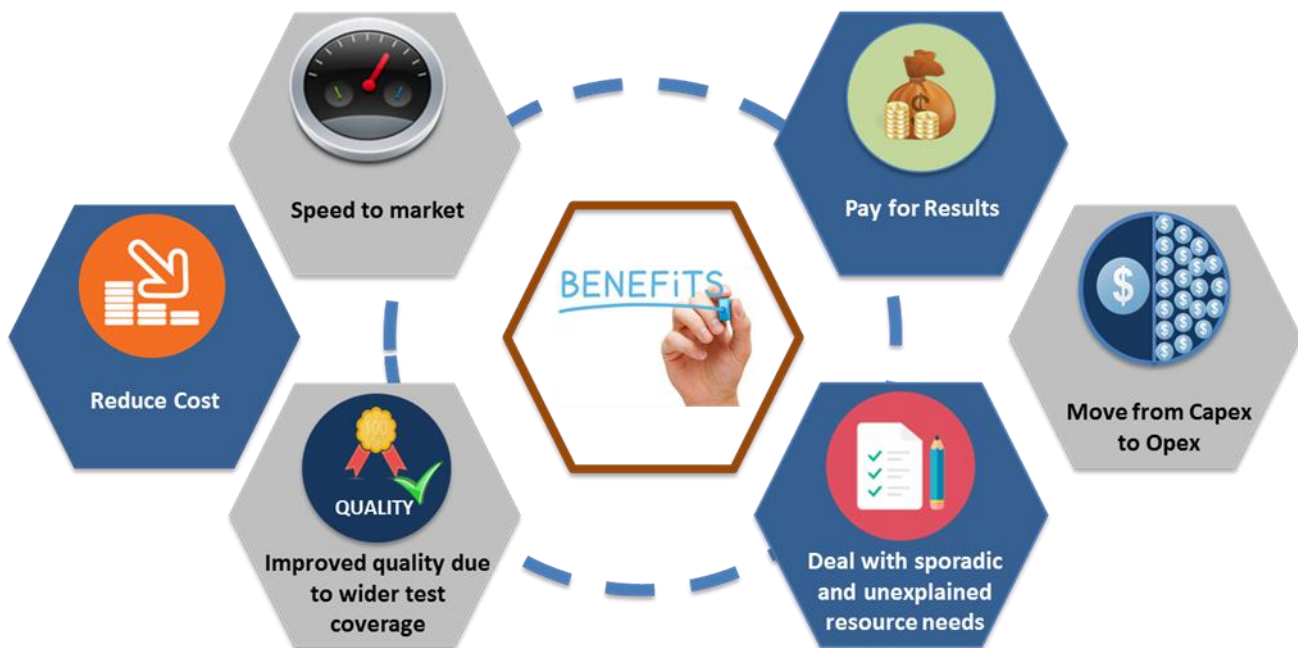 Speed to market
Pay for Results
BENEFiTS
Reduce Cost
Move from Capex
to Opex
QUALITY
Improved quality due
to wider test
coverage
Deal with sporadic
and unexplained
resource needs
$
$